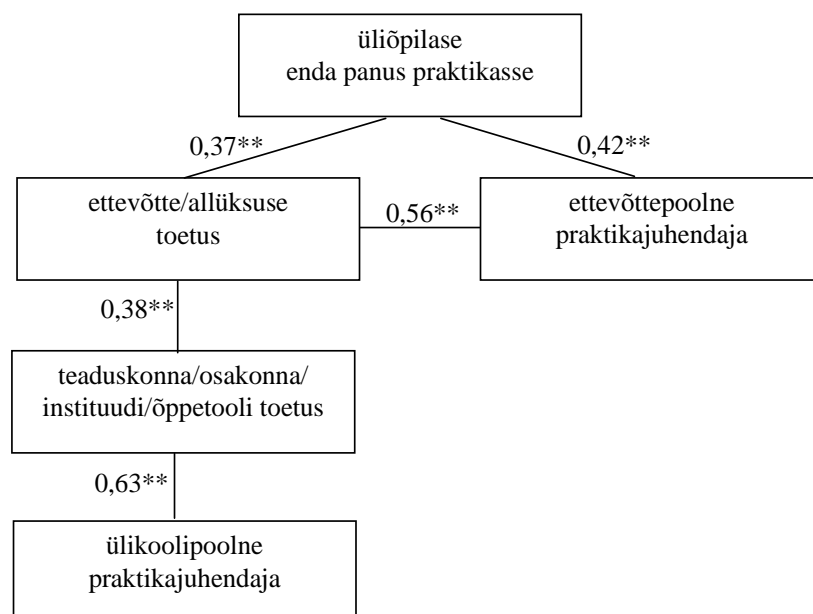 üliõpilase
enda panus praktikasse
0,37**
0,42**
ettevõtte/allüksuse
toetus
0,56**
ettevõttepoolne
praktikajuhendaja
0,38**
teaduskonna/osakonna/
instituudi/õppetooli toetus
0,63**
ülikoolipoolne
praktikajuhendaja